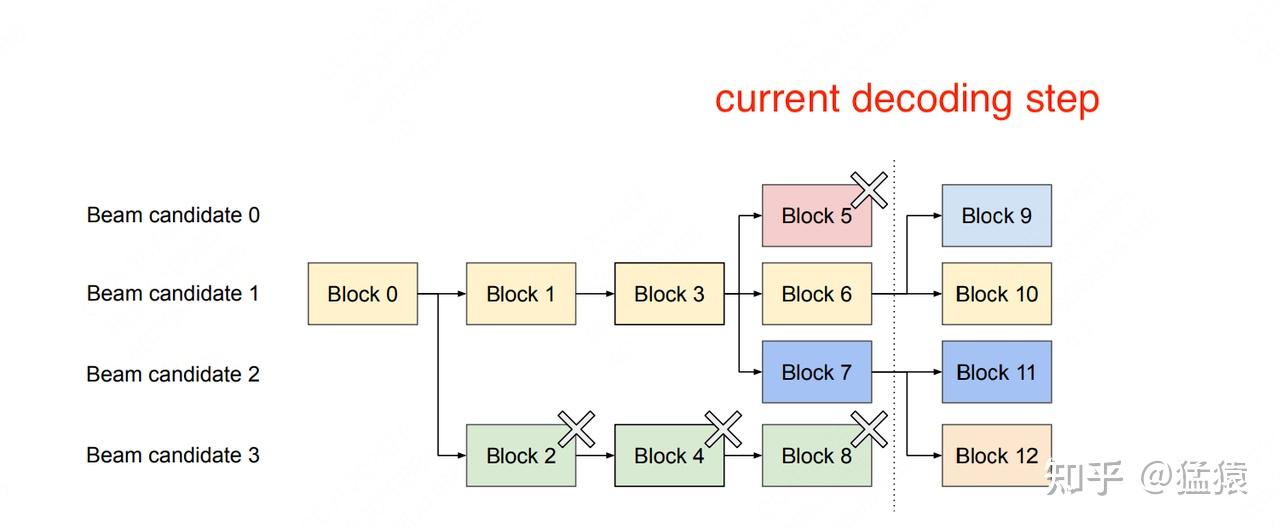 current decoding step
Beam candidate 0
Block 5
Block 9
Beam candidate 1
Block 0
Block 1
Block 3
Block 6
Block 10
Beam candidate 2
Block 7
Block 11
Beam candidate 3
Block 2
Block 4
Block 8
Block 12
知乎 @猛猿